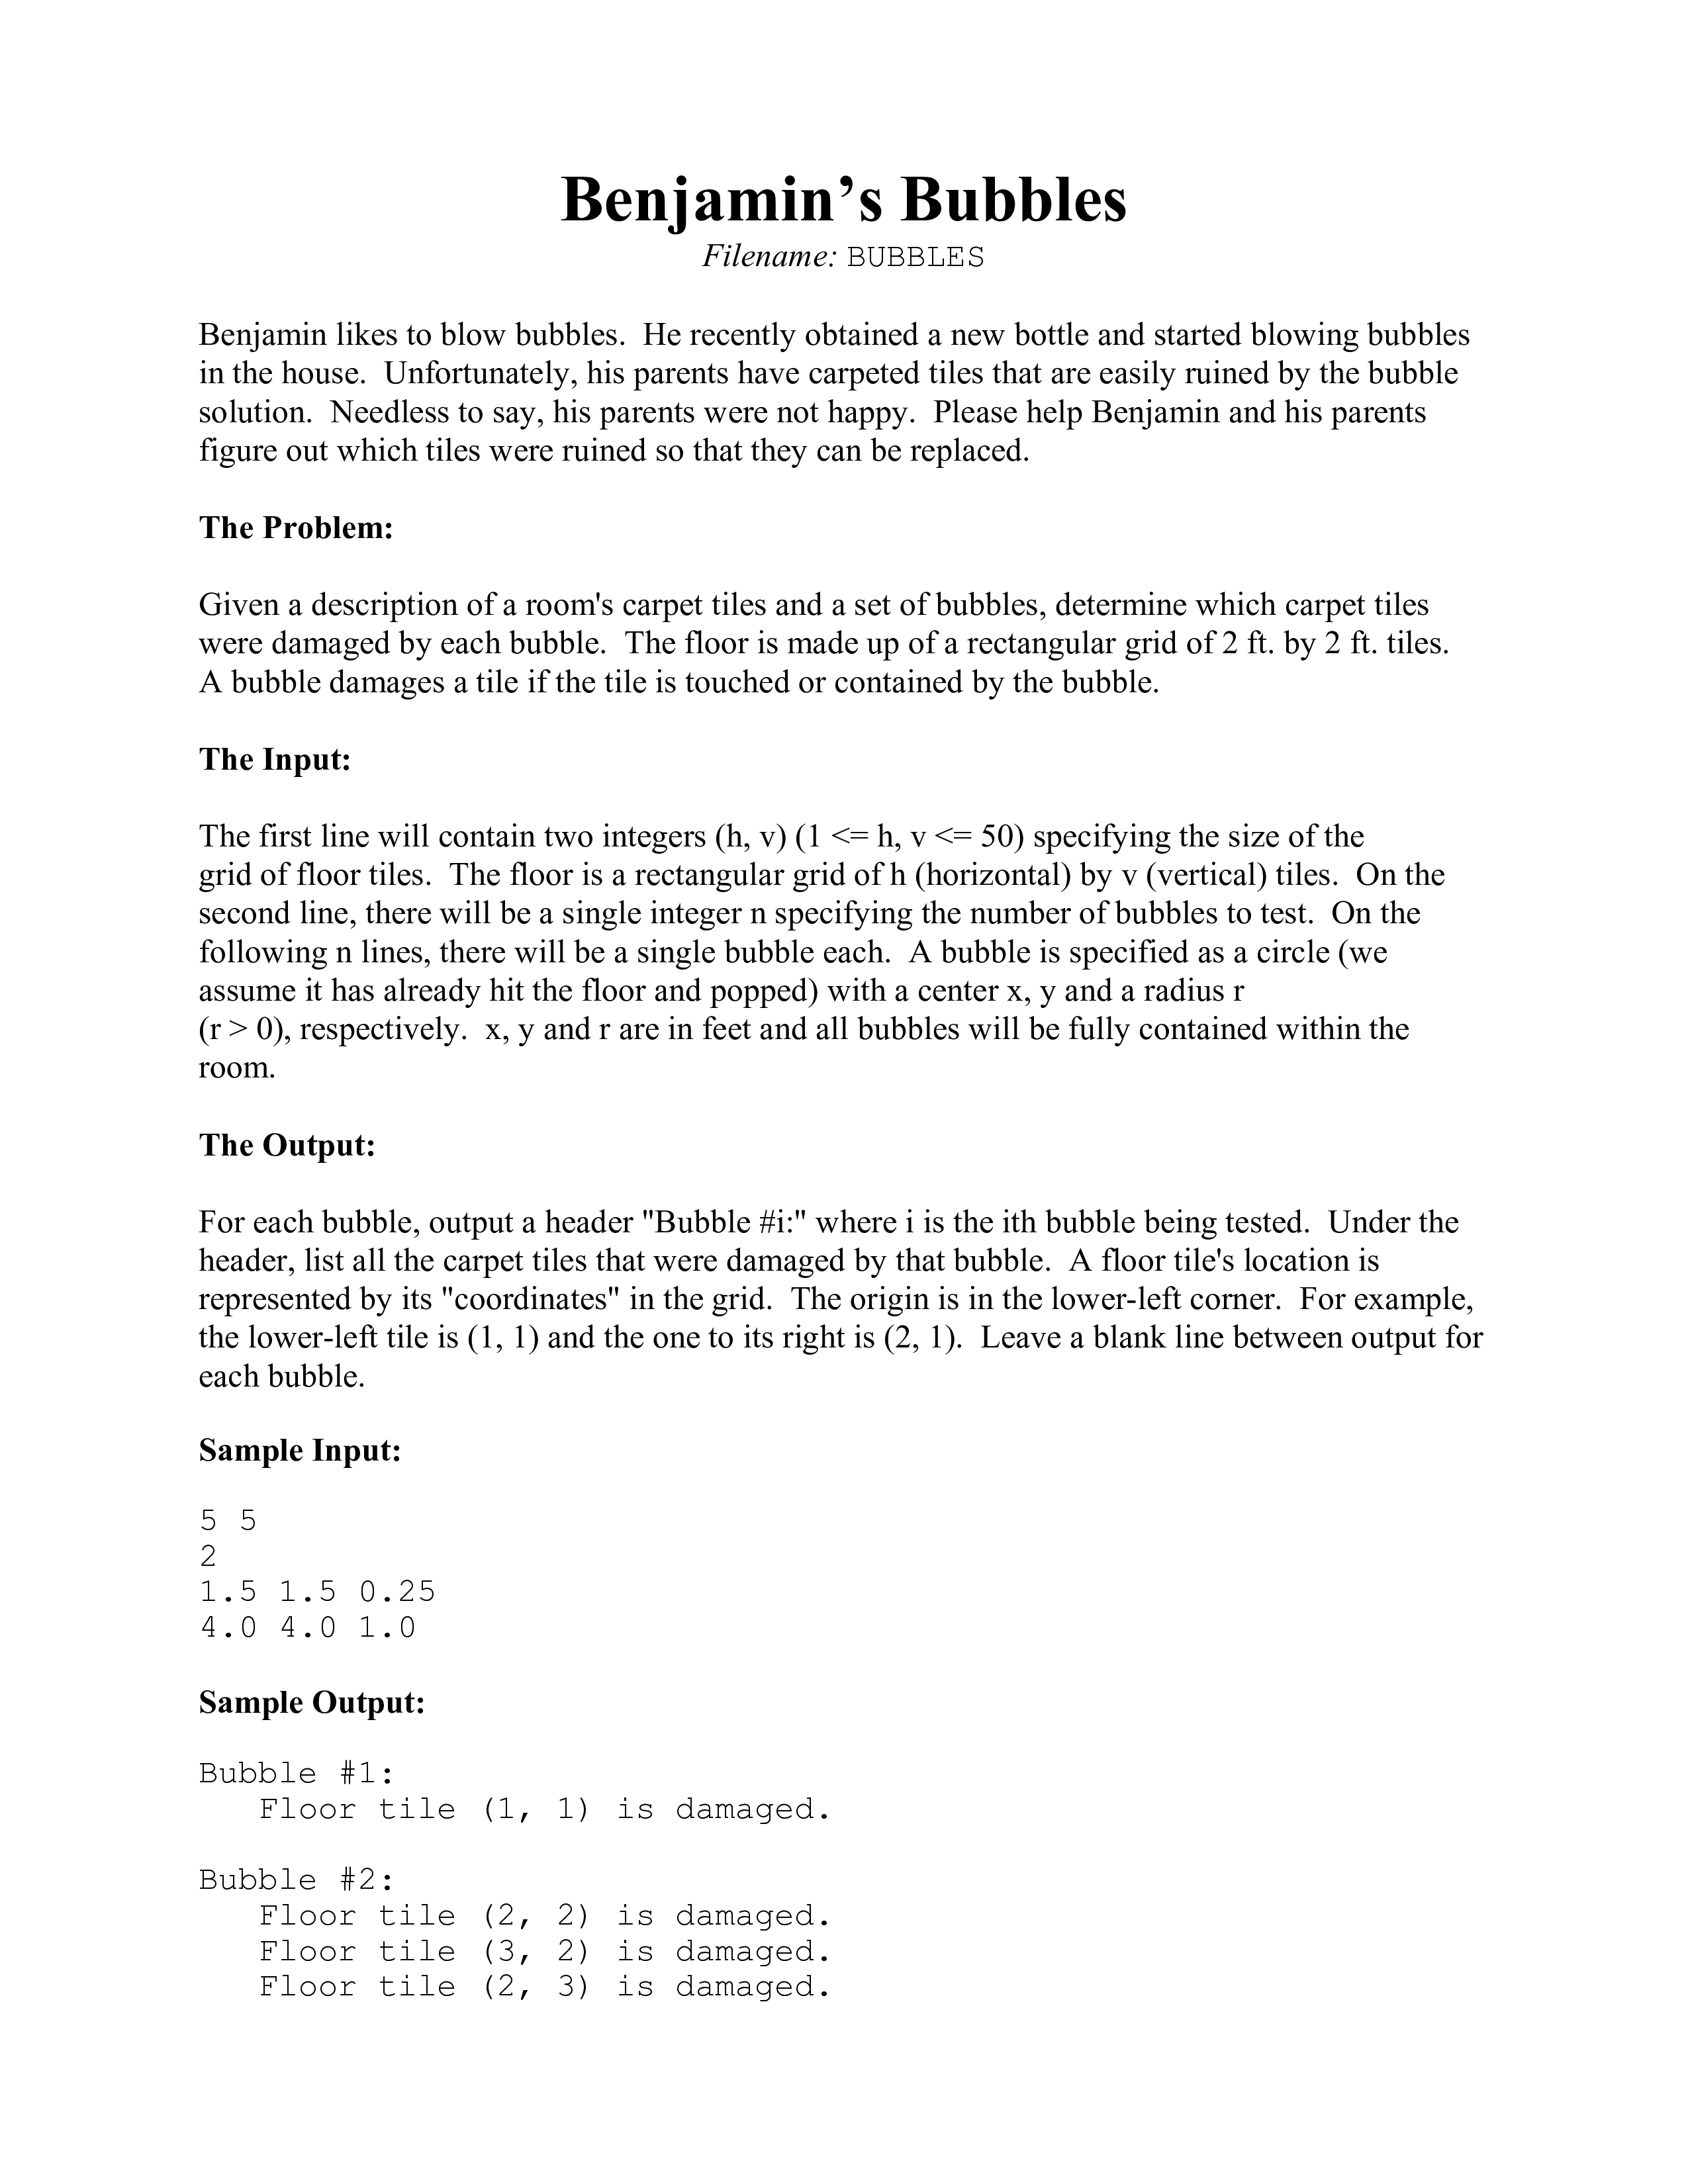 Benjamin’s Bubbles
Filename: BUBBLES
Benjamin likes to blow bubbles.  He recently obtained a new bottle and started blowing bubbles
in the house.  Unfortunately, his parents have carpeted tiles that are easily ruined by the bubble
solution.  Needless to say, his parents were not happy.  Please help Benjamin and his parents
figure out which tiles were ruined so that they can be replaced.
The Problem:
Given a description of a room's carpet tiles and a set of bubbles, determine which carpet tiles
were damaged by each bubble.  The floor is made up of a rectangular grid of 2 ft. by 2 ft. tiles.
A bubble damages a tile if the tile is touched or contained by the bubble.
The Input:
The first line will contain two integers (h, v) (1 <= h, v <= 50) specifying the size of the
grid of floor tiles.  The floor is a rectangular grid of h (horizontal) by v (vertical) tiles.  On the
second line, there will be a single integer n specifying the number of bubbles to test.  On the
following n lines, there will be a single bubble each.  A bubble is specified as a circle (we
assume it has already hit the floor and popped) with a center x, y and a radius r
(r > 0), respectively.  x, y and r are in feet and all bubbles will be fully contained within the
room.
The Output:
For each bubble, output a header "Bubble #i:" where i is the ith bubble being tested.  Under the
header, list all the carpet tiles that were damaged by that bubble.  A floor tile's location is
represented by its "coordinates" in the grid.  The origin is in the lower-left corner.  For example,
the lower-left tile is (1, 1) and the one to its right is (2, 1).  Leave a blank line between output for
each bubble.
Sample Input:
5 5
2
1.5 1.5 0.25
4.0 4.0 1.0
Sample Output:
Bubble #1:
   Floor tile (1, 1) is damaged.
Bubble #2:
   Floor tile (2, 2) is damaged.
   Floor tile (3, 2) is damaged.
   Floor tile (2, 3) is damaged.